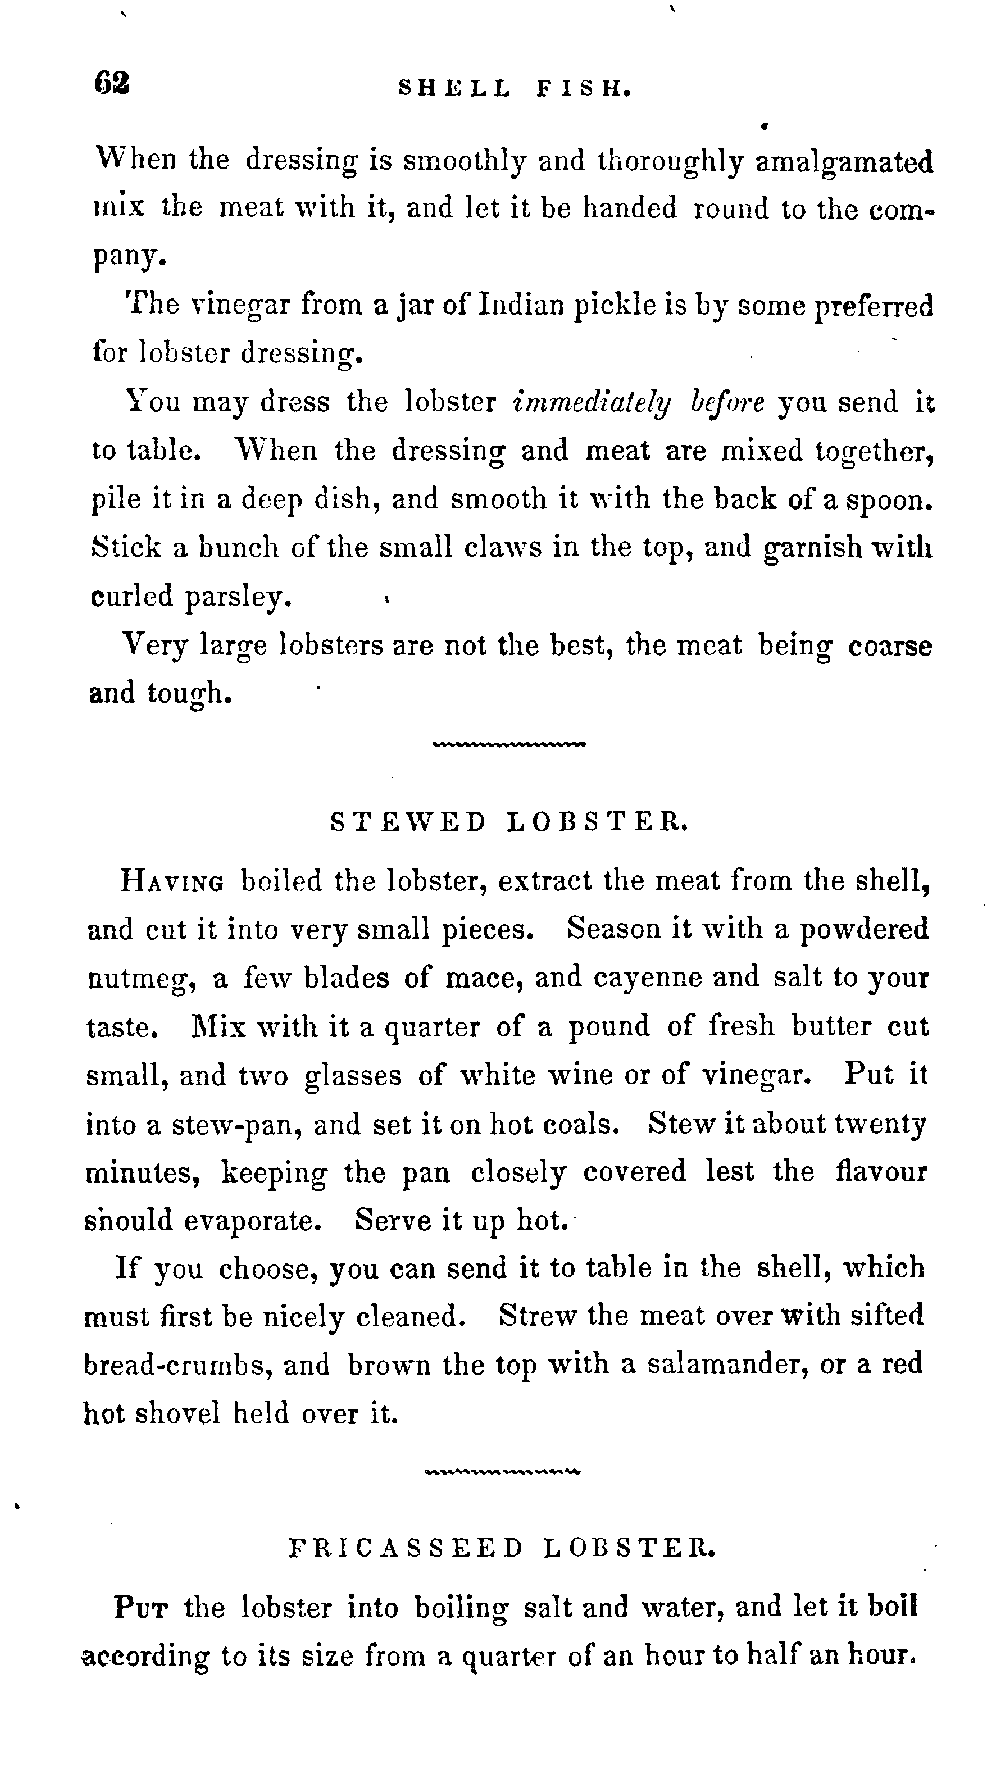 62 SHELL FISH.
When the dressing is smoothly and thoroughly amalgamated
mix the meat with it, and let it be handed round to the com-
pany.
The vinegar from a jar of Indian pickle is by some preferred
for lobster dressing.
You may dress the lobster immediately before you send it
to table. When the dressing and meat are mixed together,
pile it in a deep dish, and smooth it with the back of a spoon.
Stick a bunch of the small claws in the top, and garnish with
curled parsley.
Very large lobsters are not the best, the meat being coarse
and tough.
STEWED LOBSTER.
HAVING boiled the lobster, extract the meat from the shell,
and cut it into very small pieces. Season it with a powdered
nutmeg, a few blades of mace, and cayenne and salt to your
taste. Mix with it a quarter of a pound of fresh butter cut
small, and two glasses of white wine or of vinegar. Put it
into a stew-pan, and set it on hot coals. Stew it about twenty
minutes, keeping the pan closely covered lest the flavour
should evaporate. Serve it up hot.
If you choose, you can send it to table in the shell, which
must first be nicely cleaned. Strew the meat over with sifted
bread-crumbs, and brown the top with a salamander, or a red
hot shovel held over it.
FRICASSEED LOBSTER.
PUT the lobster into boiling salt and water, and let it boil
according to its size from a quarter of an hour to half an hour.